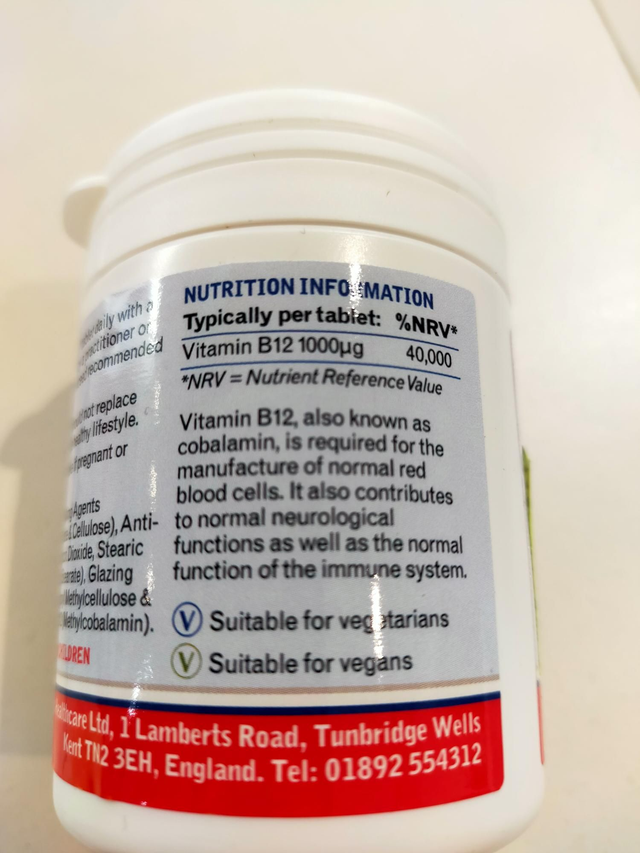 daily with a
practitioner or
recommended
not replace
lifestyle.
pregnant or
Agents
Cellulose), Anti-
Dioxide, Stearic
Glazing
Methylcellulose &
Methylcobalamin).
NUTRITION INFORMATION
Typically per tablet: %NRV*
Vitamin B12 1000µg 40,000
*NRV = Nutrient Reference Value
Vitamin B12, also known as
cobalamin, is required for the
manufacture of normal red
blood cells. It also contributes
to normal neurological
functions as well as the normal
function of the immune system.
V Suitable for vegetarians
V Suitable for vegans
Ltd, 1 Lamberts Road, Tunbridge Wells
Kent TN2 3EH, England. Tel: 01892 554312